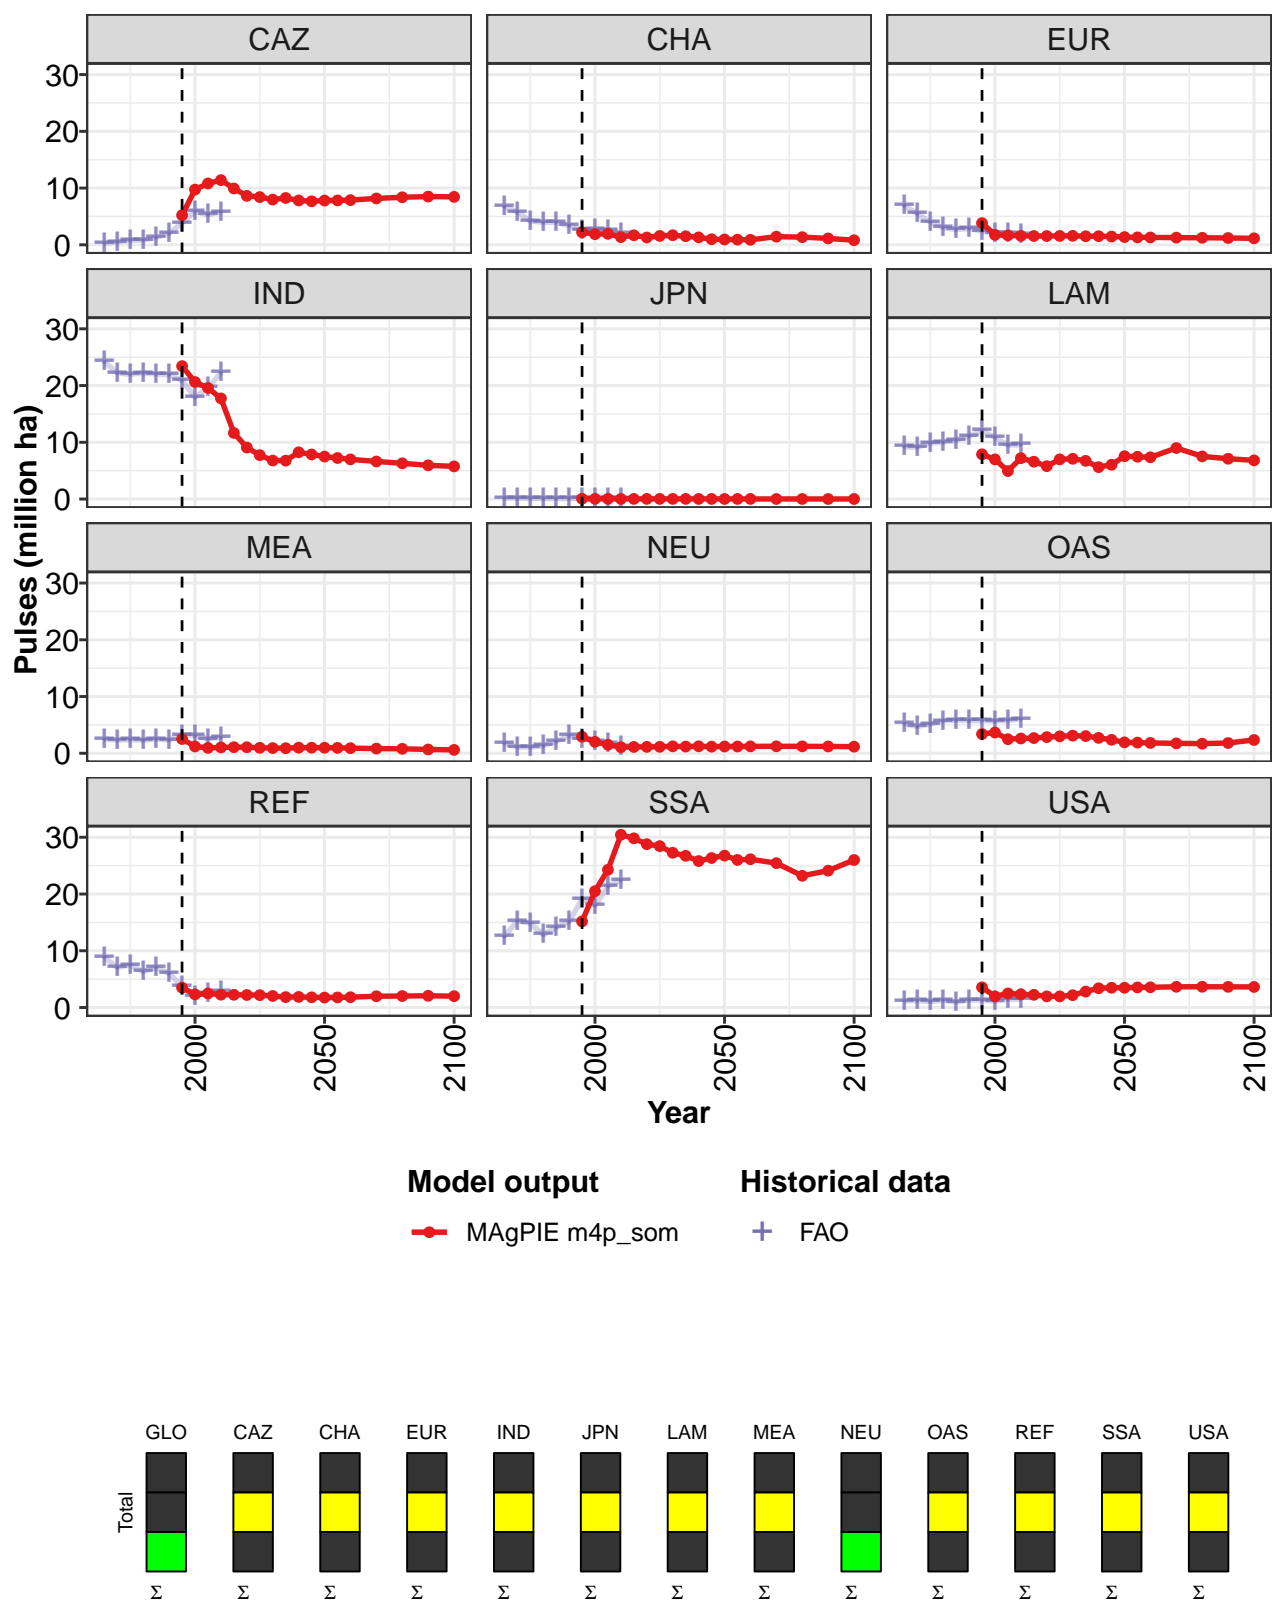 CAZ CHA EUR
30
20
10
0
IND JPN LAM
30
20
10
0
Pulses (million ha)
MEA NEU OAS
30
20
10
0
REF SSA USA
30
20
10
0
2000 2050 2100 2000 2050 2100 2000 2050 2100
Year
Model output Historical data
MAgPIE m4p_som FAO
GLO CAZ CHA EUR IND JPN LAM MEA NEU OAS REF SSA USA
Total
Σ Σ Σ Σ Σ Σ Σ Σ Σ Σ Σ Σ Σ